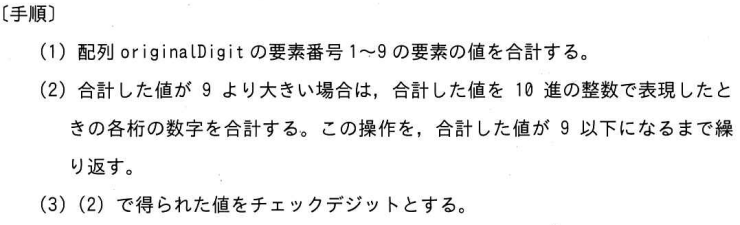 〔手順〕
(1) 配列 originalDigit の要素番号 1〜9 の要素の値を合計する。
(2) 合計した値が 9 より大きい場合は，合計した値を 10 進の整数で表現したと
きの各桁の数字を合計する。この操作を，合計した値が 9 以下になるまで繰
り返す。
(3) (2) で得られた値をチェックデジットとする。